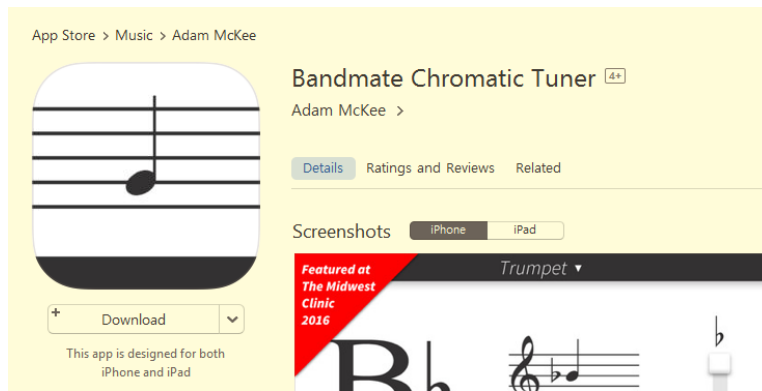 App Store > Music > Adam McKee
Bandmate Chromatic Tuner 4+
Adam McKee >
Details Ratings and Reviews Related
Screenshots iPhone iPad
Featured at
The Midwest
Clinic
2016
Trumpet ▼
B♭
♭
+ Download
This app is designed for both
iPhone and iPad